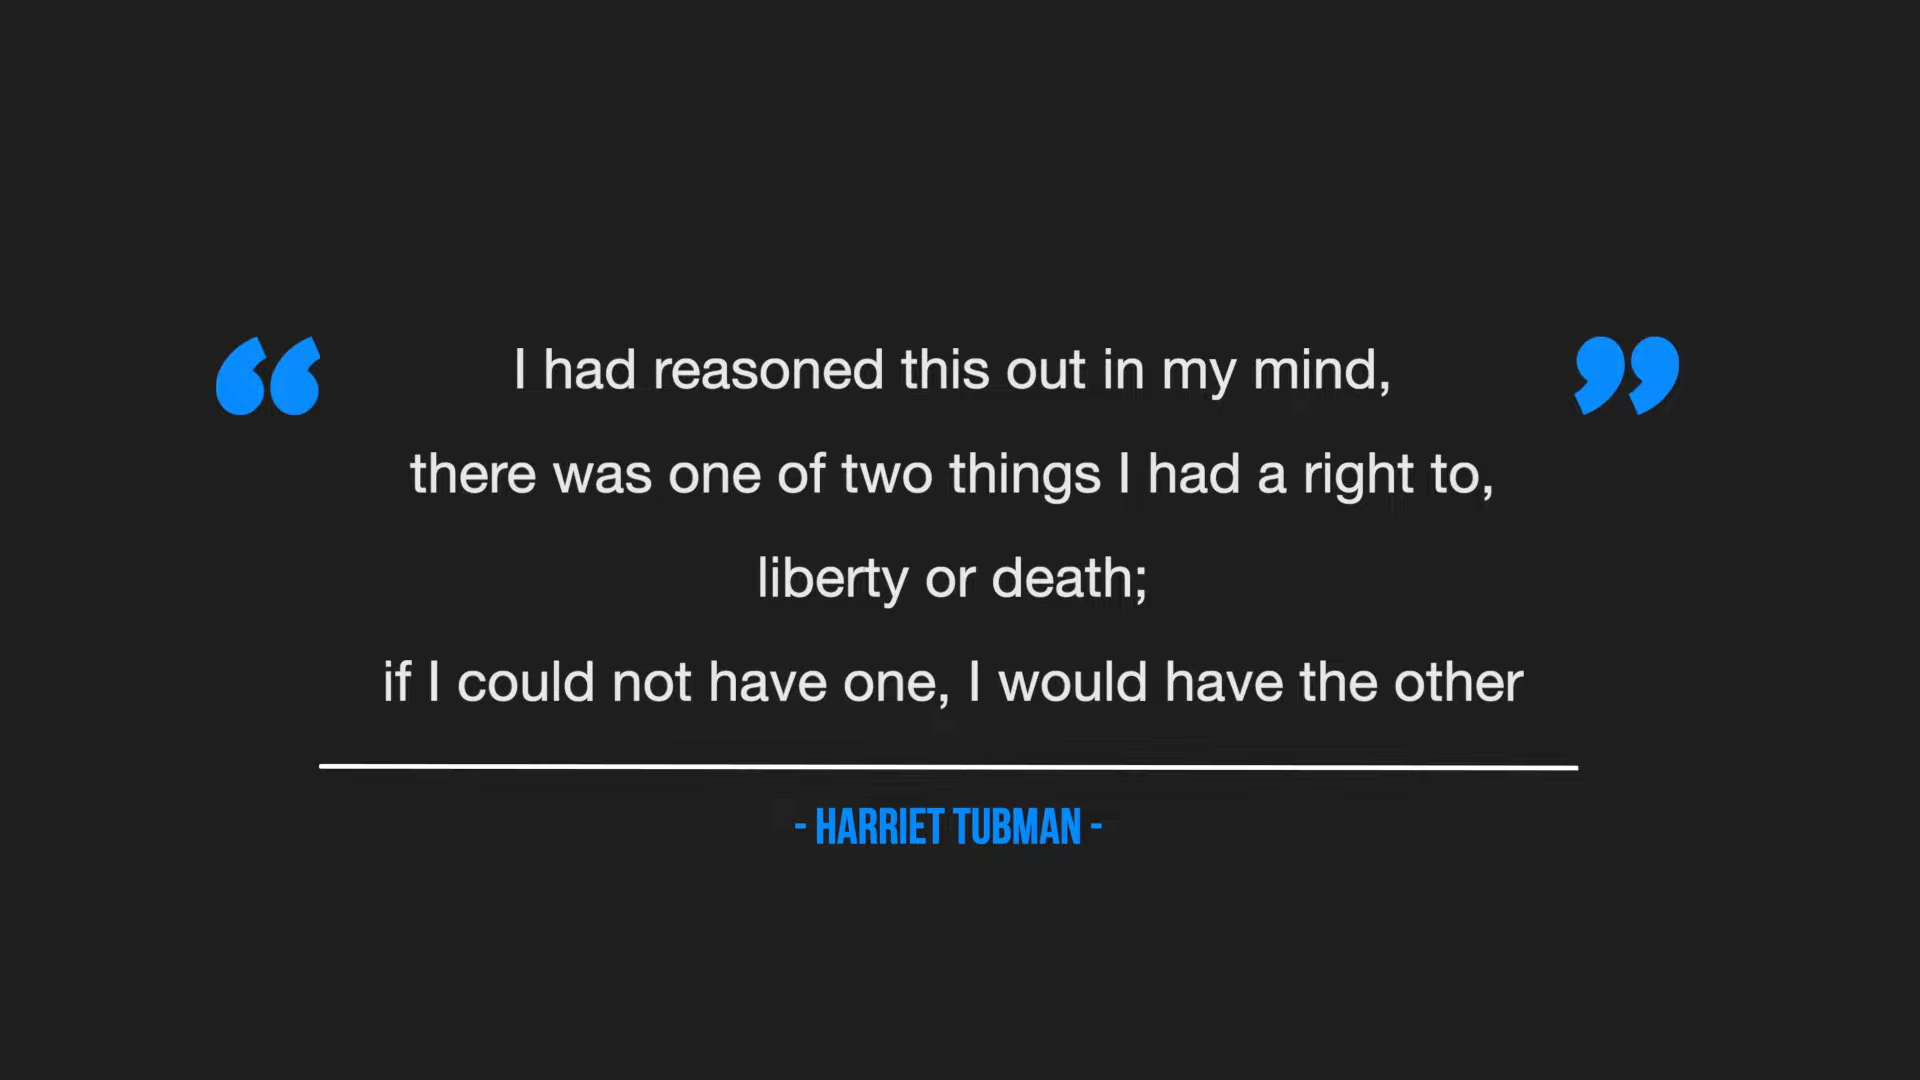 “ I had reasoned this out in my mind, ”
there was one of two things I had a right to,
liberty or death;
if I could not have one, I would have the other
- HARRIET TUBMAN -